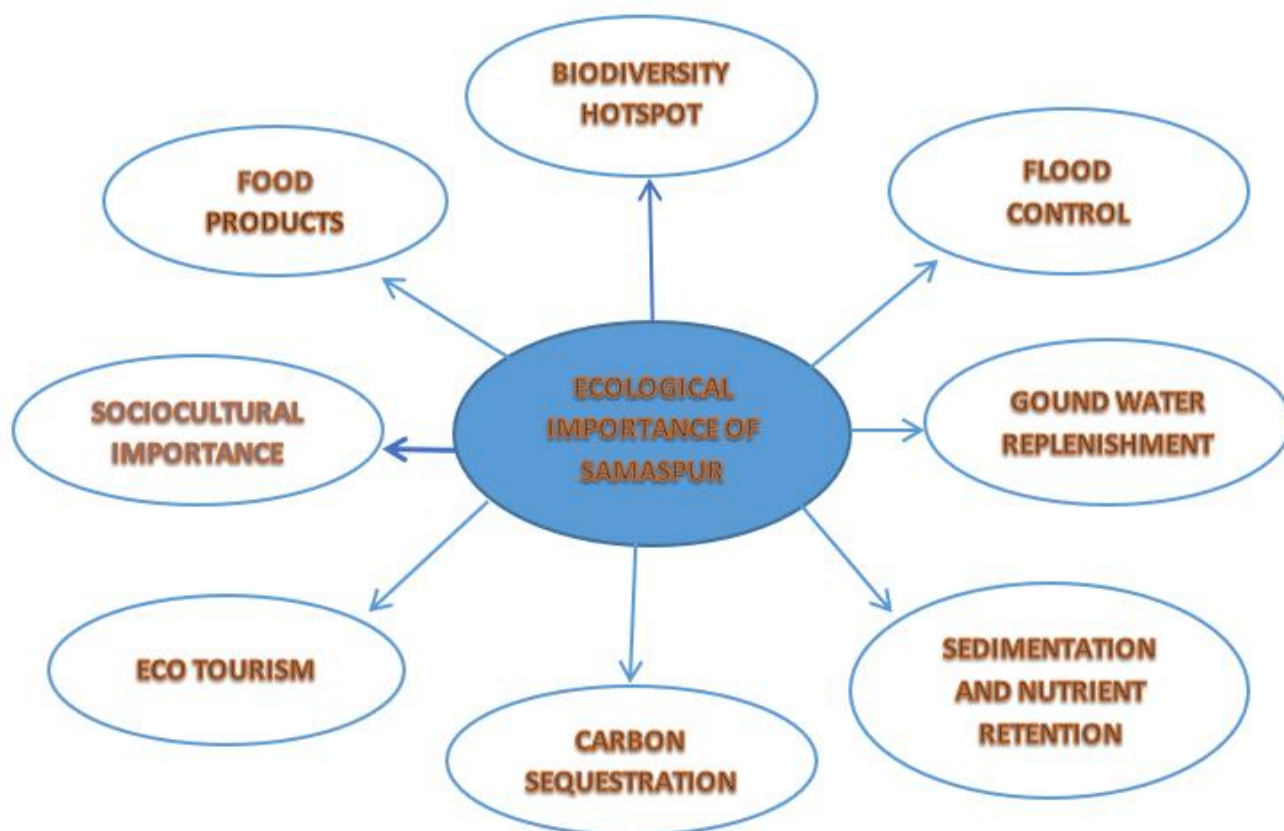 BIODIVERSITY
HOTSPOT
FOOD
PRODUCTS
FLOOD
CONTROL
SOCIOCULTURAL
IMPORTANCE
ECOLOGICAL
IMPORTANCE OF
SAMASPUR
GOUND WATER
REPLENISHMENT
ECO TOURISM
CARBON
SEQUESTRATION
SEDIMENTATION
AND NUTRIENT
RETENTION